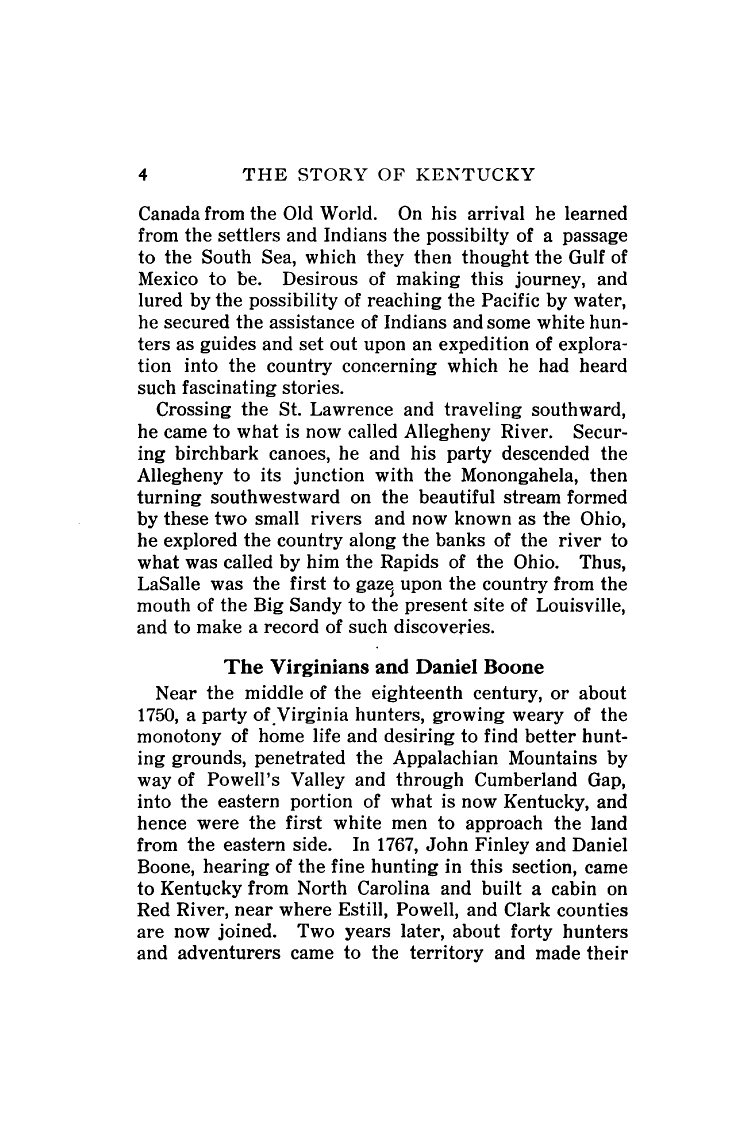 4 THE STORY OF KENTUCKY
Canada from the Old World. On his arrival he learned
from the settlers and Indians the possibilty of a passage
to the South Sea, which they then thought the Gulf of
Mexico to be. Desirous of making this journey, and
lured by the possibility of reaching the Pacific by water,
he secured the assistance of Indians and some white hun-
ters as guides and set out upon an expedition of explora-
tion into the country concerning which he had heard
such fascinating stories.
Crossing the St. Lawrence and traveling southward,
he came to what is now called Allegheny River. Secur-
ing birchbark canoes, he and his party descended the
Allegheny to its junction with the Monongahela, then
turning southwestward on the beautiful stream formed
by these two small rivers and now known as the Ohio,
he explored the country along the banks of the river to
what was called by him the Rapids of the Ohio. Thus,
LaSalle was the first to gaze upon the country from the
mouth of the Big Sandy to the present site of Louisville,
and to make a record of such discoveries.
The Virginians and Daniel Boone
Near the middle of the eighteenth century, or about
1750, a party of Virginia hunters, growing weary of the
monotony of home life and desiring to find better hunt-
ing grounds, penetrated the Appalachian Mountains by
way of Powell's Valley and through Cumberland Gap,
into the eastern portion of what is now Kentucky, and
hence were the first white men to approach the land
from the eastern side. In 1767, John Finley and Daniel
Boone, hearing of the fine hunting in this section, came
to Kentucky from North Carolina and built a cabin on
Red River, near where Estill, Powell, and Clark counties
are now joined. Two years later, about forty hunters
and adventurers came to the territory and made their